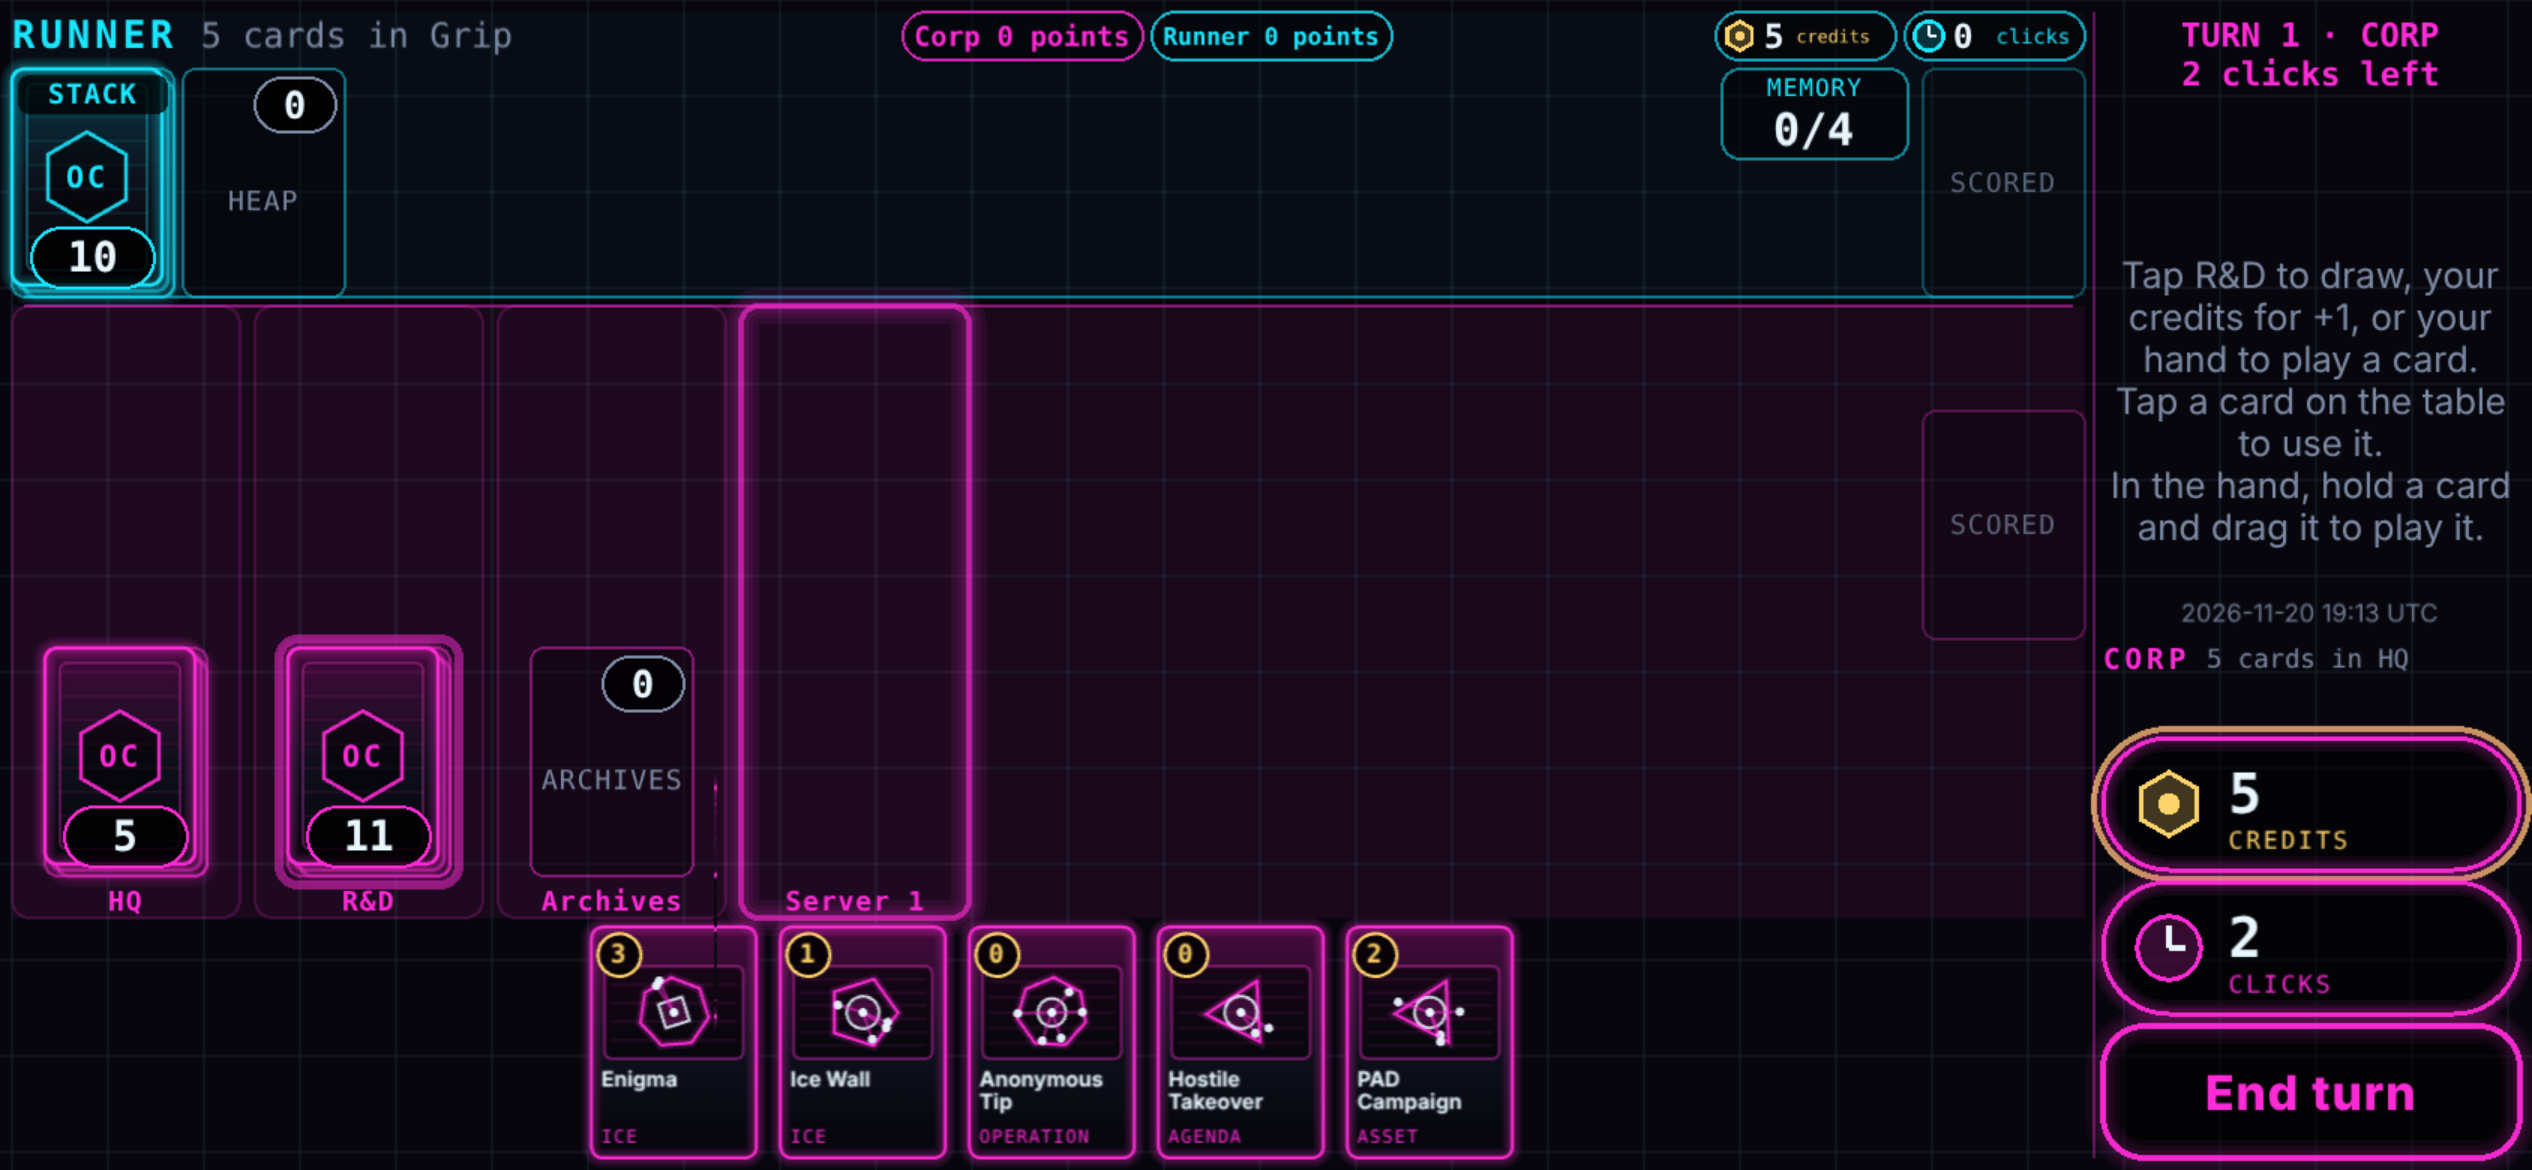 RUNNER 5 cards in Grip
Corp 0 points
Runner 0 points
5 credits
0 clicks
TURN 1 · CORP
2 clicks left
STACK
OC
10
0
HEAP
MEMORY
0/4
SCORED
Tap R&D to draw, your
credits for +1, or your
hand to play a card.
Tap a card on the table
to use it.
In the hand, hold a card
and drag it to play it.
SCORED
2026-11-20 19:13 UTC
CORP 5 cards in HQ
OC
5
HQ
OC
11
R&D
0
ARCHIVES
Archives
Server 1
5
CREDITS
2
CLICKS
End turn
3
Enigma
ICE
1
Ice Wall
ICE
0
Anonymous
Tip
OPERATION
0
Hostile
Takeover
AGENDA
2
PAD
Campaign
ASSET